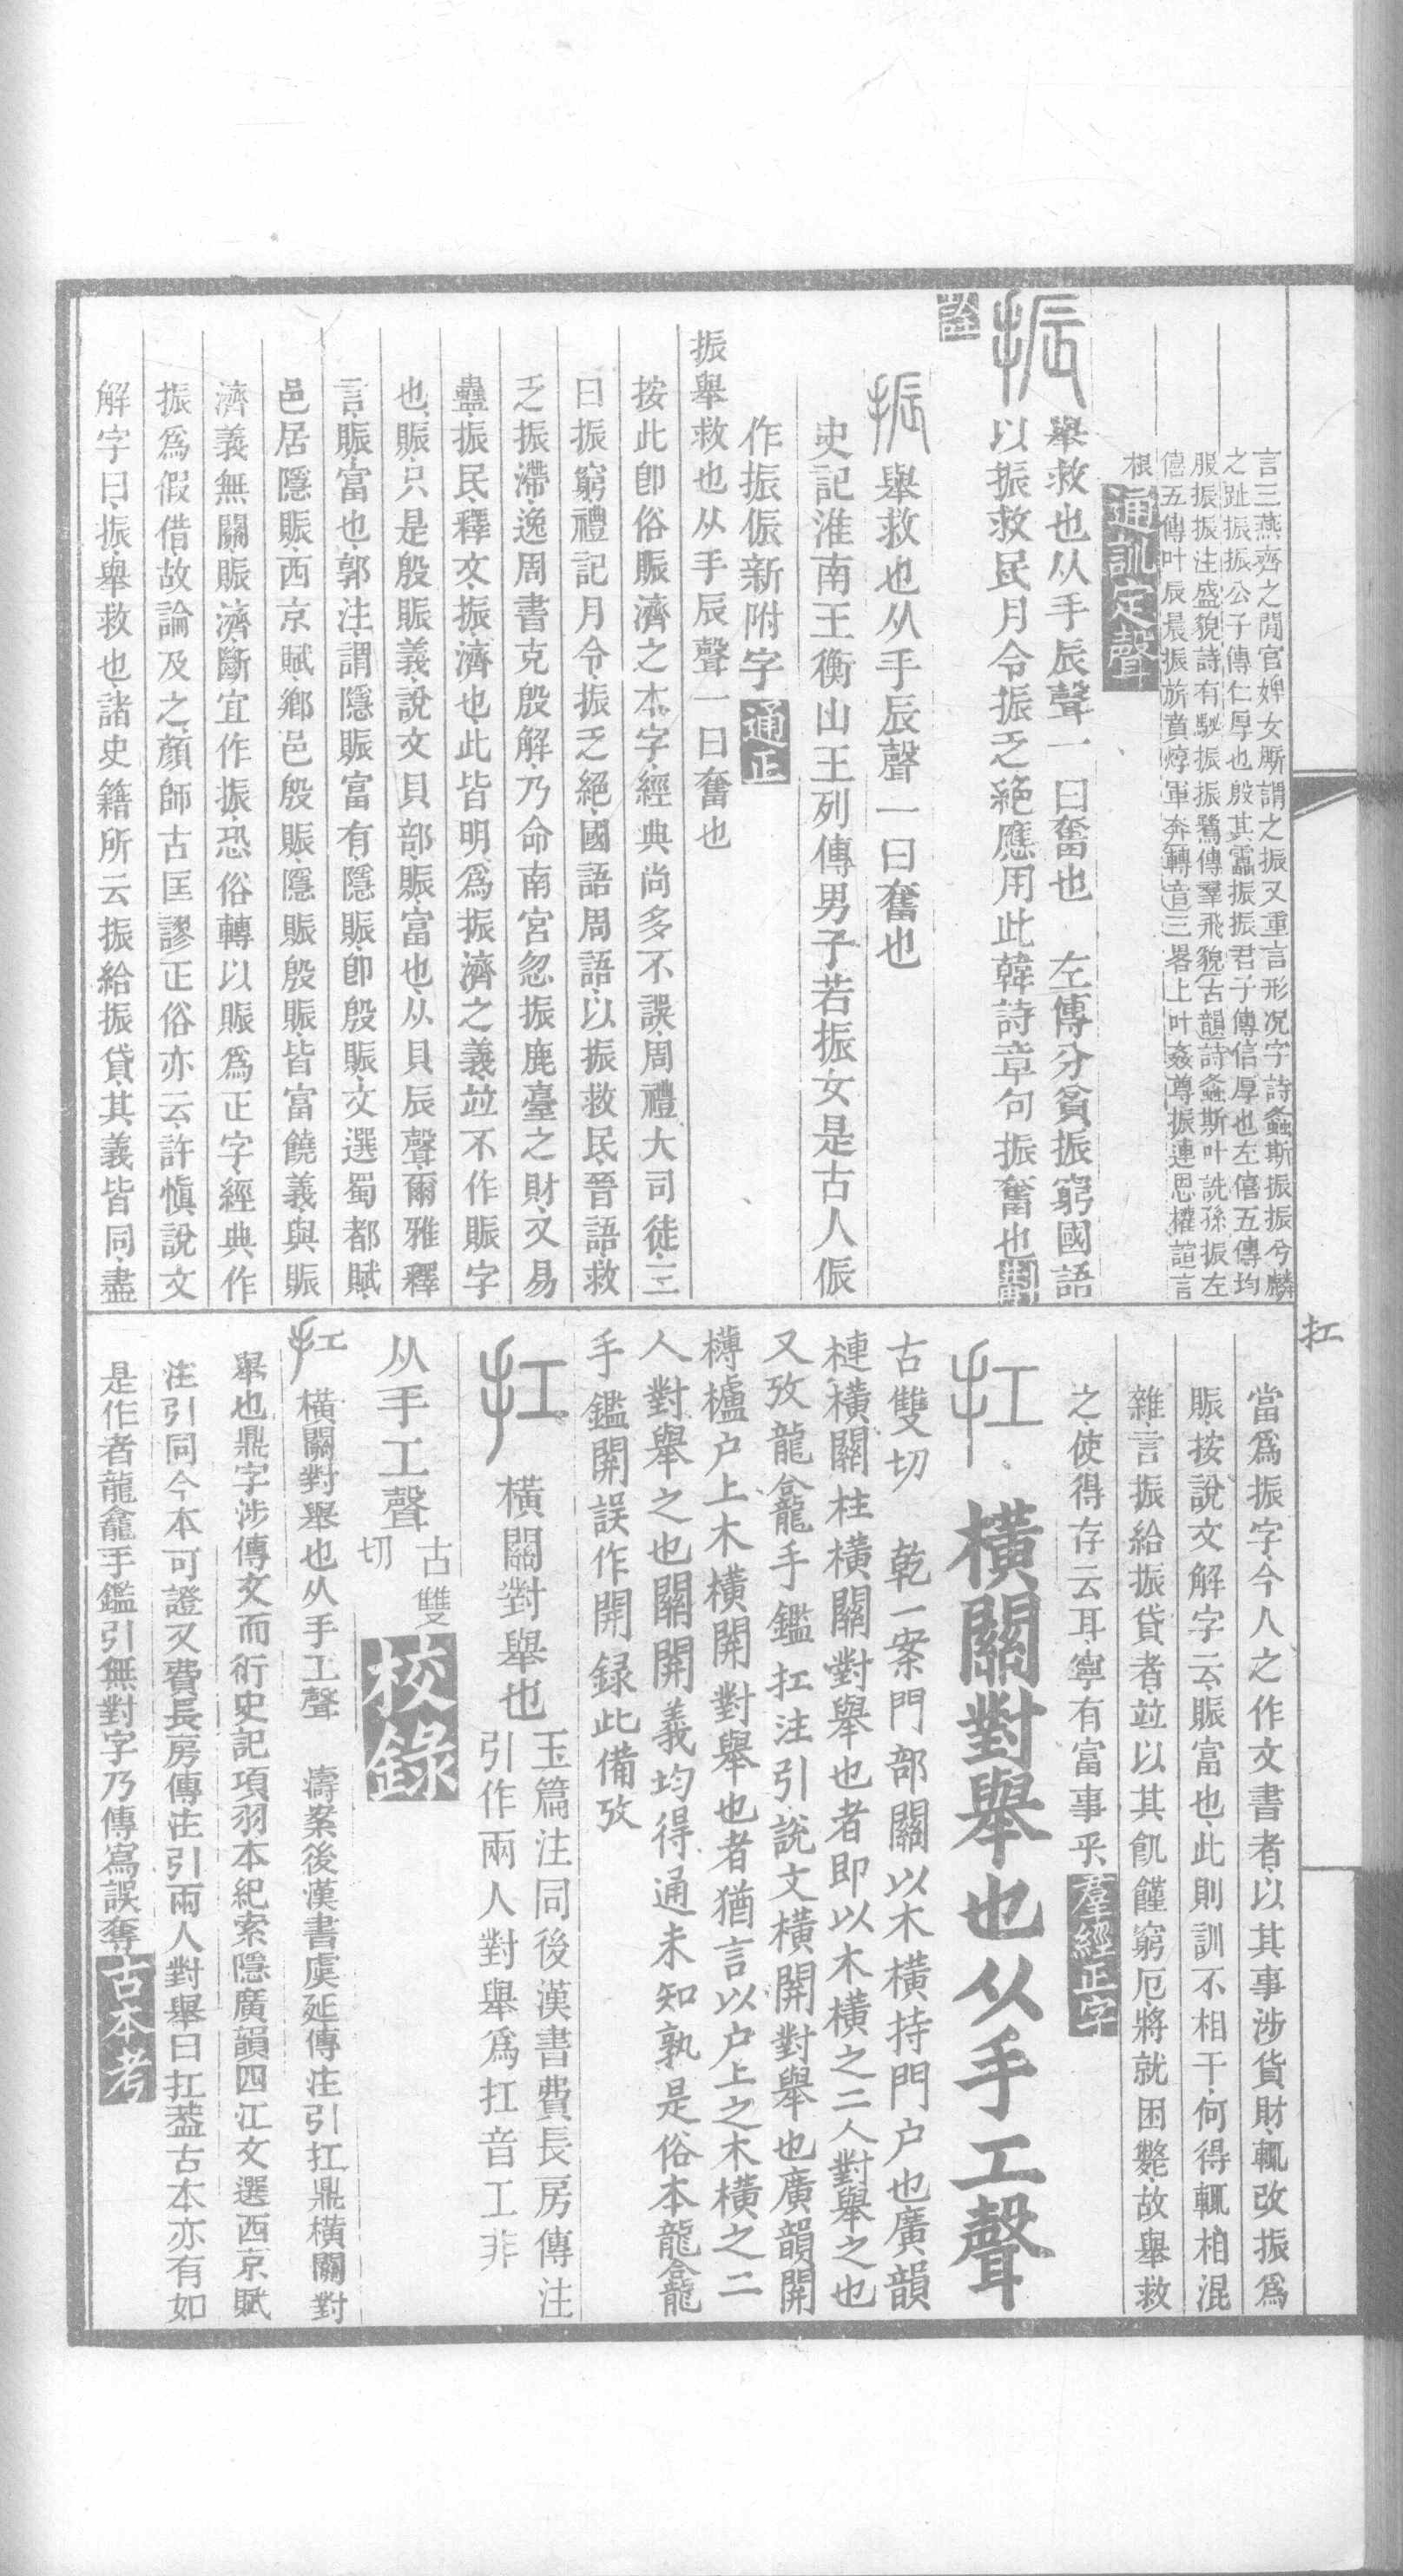 言三燕齊之閒官婢女厮謂之振又重言形況字詩螽斯振振兮麟
之趾振振公子傳仁厚也殷其靁振振君子傳信厚也左僖五傳均
服振振注盛貌詩有駜振振鷺傳羣飛貌古韻詩螽斯叶詵孫振左
僖五傳叶辰晨振旂賁焞軍奔轉音三畧上叶姦尊振連思權諠言
根通訓定聲
振舉救也从手辰聲一曰奮也 左傳分貧振窮國語
以振救民月令振乏絶應用此韓詩章句振奮也
振舉救也从手辰聲一曰奮也
史記淮南王衡山王列傳男子若振女是古人侲
作振侲新附字通正
振舉救也从手辰聲一曰奮也
按此卽俗賑濟之本字經典尚多不誤周禮大司徒三
曰振窮禮記月令振乏絕國語周語以振救民晉語救
乏振滯逸周書克殷解乃命南宮忽振鹿臺之財又易
蠱振民釋文振濟也此皆明爲振濟之義竝不作賑字
也賑只是殷賑義說文貝部賑富也从貝辰聲爾雅釋
言賑富也郭注謂隱賑富有隱賑卽殷賑文選蜀都賦
邑居隱賑西京賦鄉邑殷賑隱賑殷賑皆富饒義與賑
濟義無關賑濟斷宜作振恐俗轉以賑爲正字經典作
振爲假借故論及之顏師古匡謬正俗亦云許愼說文
解字曰振舉救也諸史籍所云振給振貸其義皆同盡
扛
當爲振字今人之作文書者以其事涉貨財輒改振爲
賑按說文解字云賑富也此則訓不相干何得輒相混
雜言振給振貸者竝以其飢饉窮厄將就困斃故舉救
之使得存云耳寧有富事乎羣經正字
扛 橫關對舉也从手工聲
古雙切 乾一案門部關以木橫持門户也廣韻
槤橫關柱橫關對舉也者即以木橫之二人對舉之也
又攷龍龕手鑑扛注引說文橫開對舉也廣韻開
欂櫨户上木橫開對舉也者猶言以户上之木橫之二
人對舉之也關開義均得通未知孰是俗本龍龕
手鑑開誤作開録此備攷
扛 橫關對舉也玉篇注同後漢書費長房傳注
引作兩人對舉爲扛音工非
从手工聲古雙
切校錄
扛橫關對舉也从手工聲 濤案後漢書虞延傳注引扛鼎橫關對
舉也鼎字涉傳文而衍史記項羽本紀索隱廣韻四江文選西京賦
注引同今本可證又費長房傳注引兩人對舉曰扛葢古本亦有如
是作者龍龕手鑑引無對字乃傳寫誤奪古本考